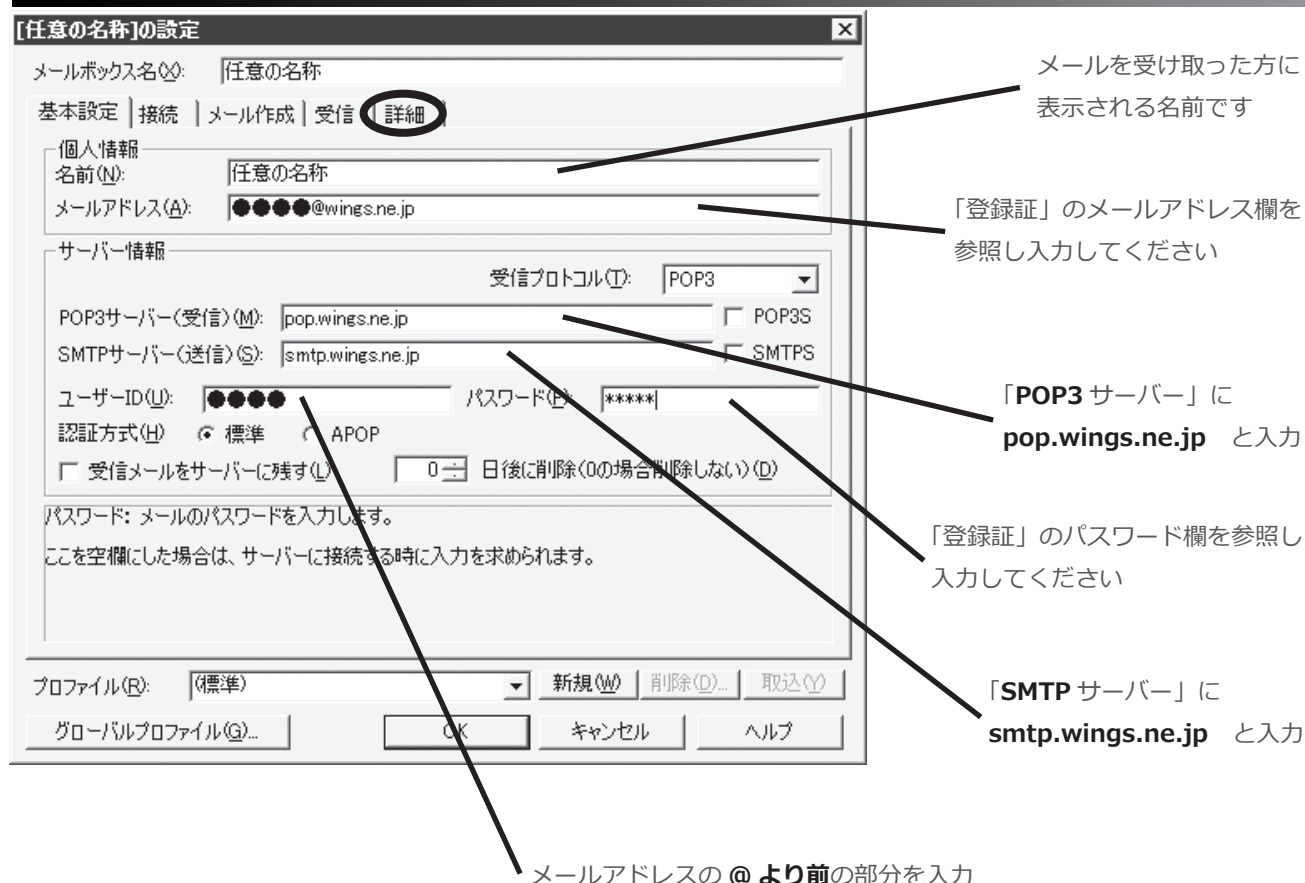 [任意の名称]の設定
メールボックス名(X): 任意の名称
基本設定 接続 メール作成 受信 詳細
個人情報
名前(N): 任意の名称
メールアドレス(A): ●●●●@wings.ne.jp
サーバー情報
受信プロトコル(T): POP3
POP3サーバー(受信)(M): pop.wings.ne.jp POP3S
SMTPサーバー(送信)(S): smtp.wings.ne.jp SMTPS
ユーザーID(U): ●●●● パスワード(P): *****
認証方式(H) 標準 APOP
受信メールをサーバーに残す(L) 0 日後に削除(0の場合削除しない)(D)
パスワード: メールのパスワードを入力します。
ここを空欄にした場合は、サーバーに接続する時に入力を求められます。
プロファイル(R): (標準) 新規(W) 削除(D)... 取込(Y)
グローバルプロファイル(G)... OK キャンセル ヘルプ
メールを受け取った方に
表示される名前です
「登録証」のメールアドレス欄を
参照し入力してください
「POP3 サーバー」に
pop.wings.ne.jp と入力
「登録証」のパスワード欄を参照し
入力してください
「SMTP サーバー」に
smtp.wings.ne.jp と入力
メールアドレスの @ より前の部分を入力